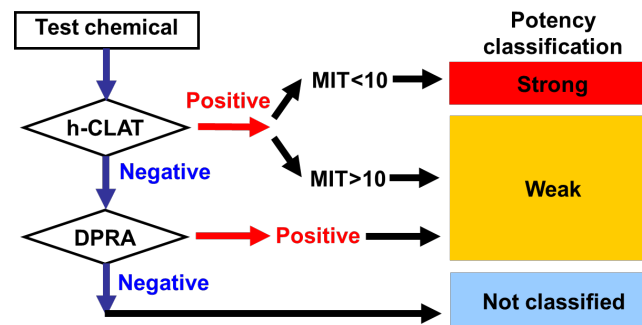 Test chemical
Potency
classification
MIT<10
Strong
Positive
h-CLAT
Negative
MIT>10
Weak
DPRA
Positive
Negative
Not classified